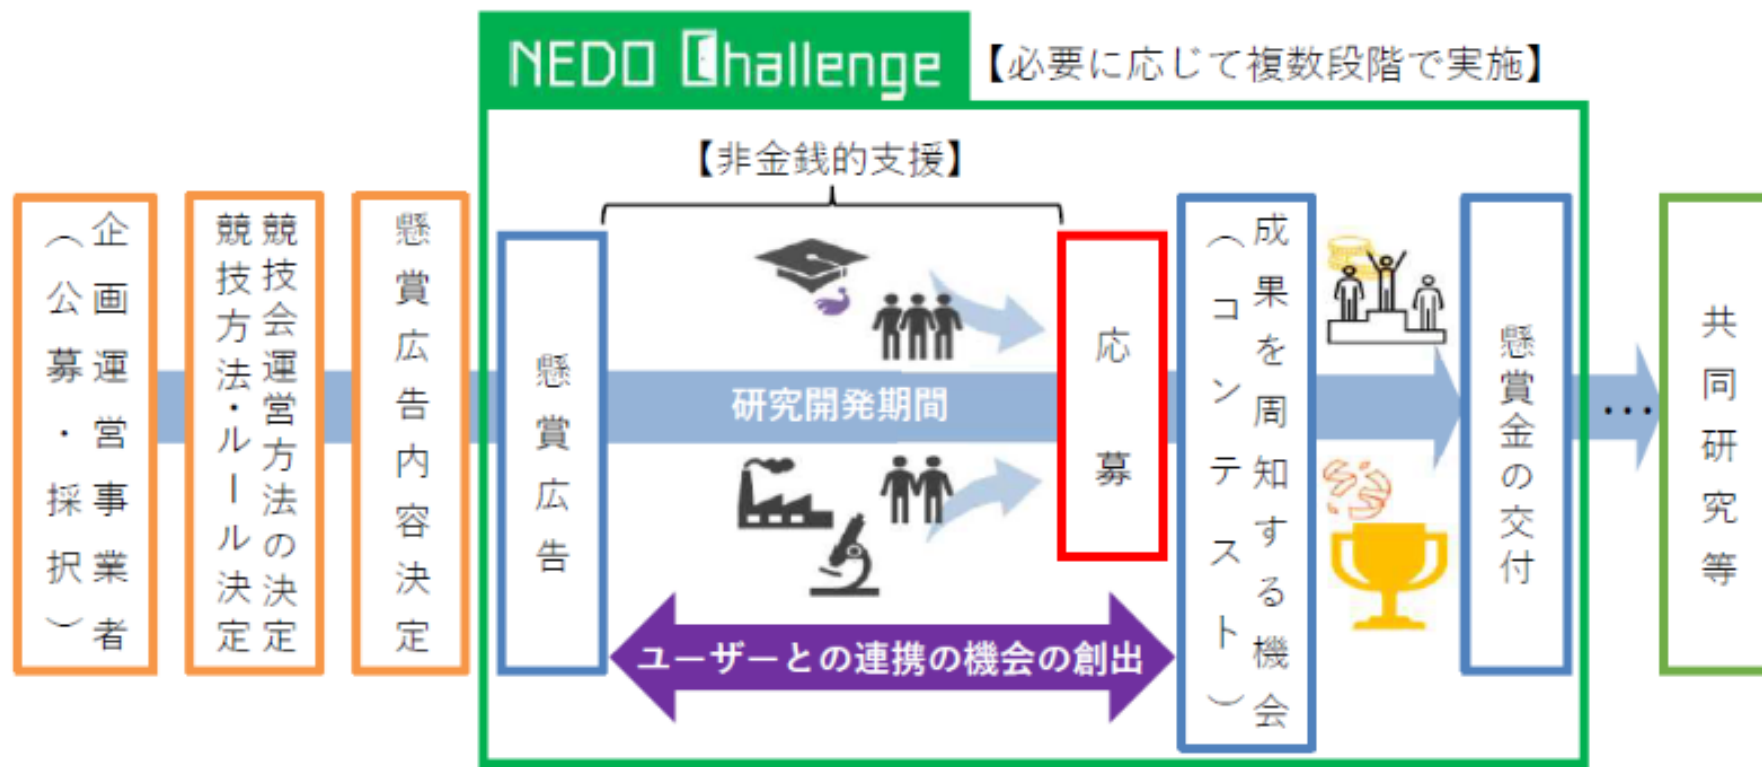 NEDO Challenge
【必要に応じて複数段階で実施】
【非金銭的支援】
企画運営事業者
(公募・採択)
競技会運営方法の決定
競技方法・ルール決定
懸賞広告内容決定
懸賞広告
研究開発期間
応募
ユーザーとの連携の機会の創出
成果を周知する機会
(コンテスト)
懸賞金の交付
・・・
共同研究等